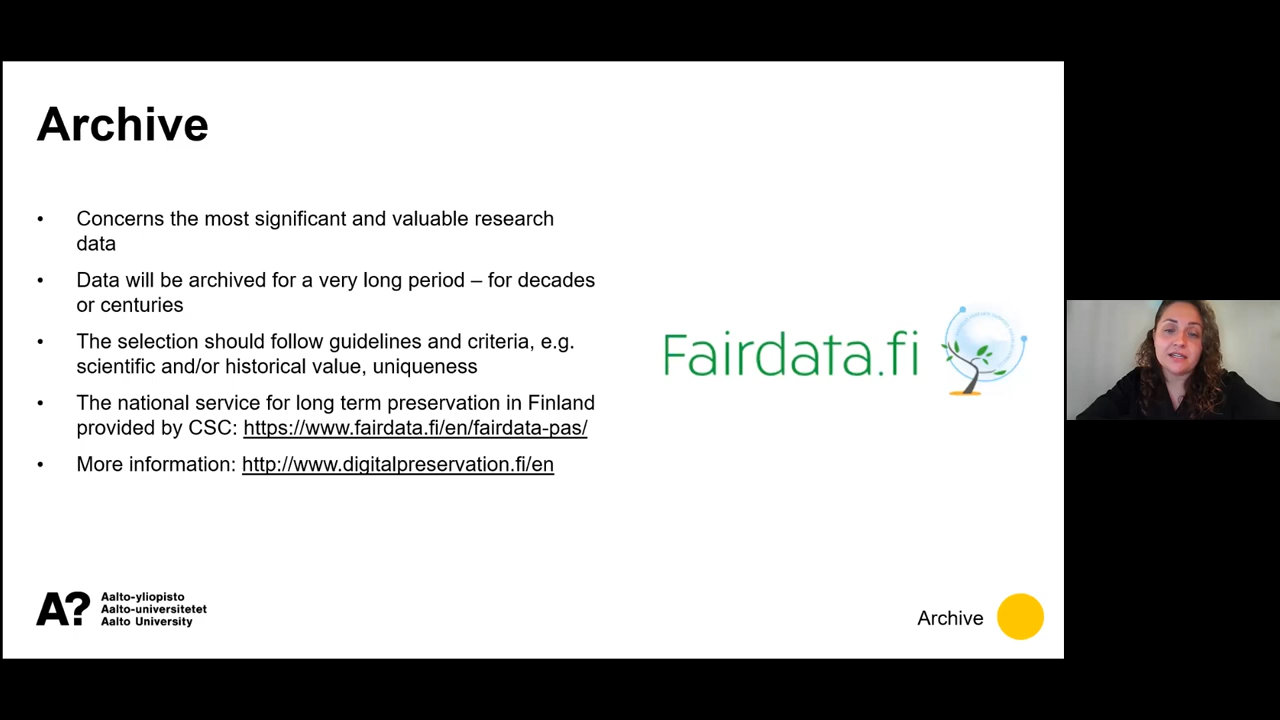 Archive
• Concerns the most significant and valuable research
data
• Data will be archived for a very long period – for decades
or centuries
• The selection should follow guidelines and criteria, e.g.
scientific and/or historical value, uniqueness
• The national service for long term preservation in Finland
provided by CSC: https://www.fairdata.fi/en/fairdata-pas/
• More information: http://www.digitalpreservation.fi/en
Fairdata.fi
A?
Aalto-yliopisto
Aalto-universitetet
Aalto University
Archive